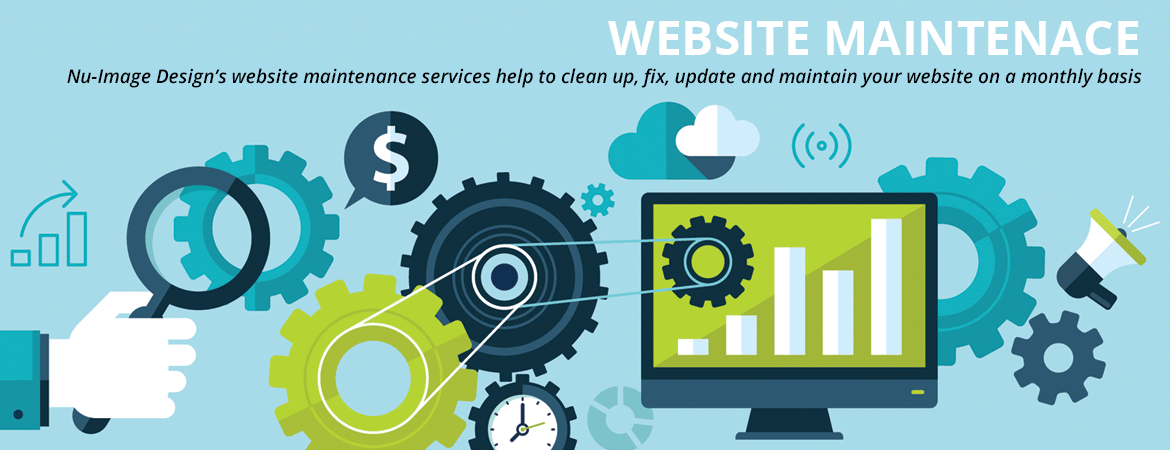 WEBSITE MAINTENACE
Nu-Image Design’s website maintenance services help to clean up, fix, update and maintain your website on a monthly basis
$